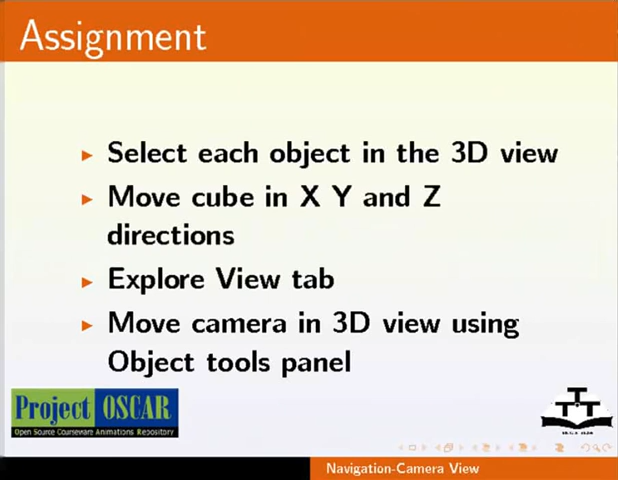 Assignment
Select each object in the 3D view
Move cube in X Y and Z
directions
Explore View tab
Move camera in 3D view using
Object tools panel
Project OSCAR
Open Source Courseware Animations Repository
Navigation-Camera View